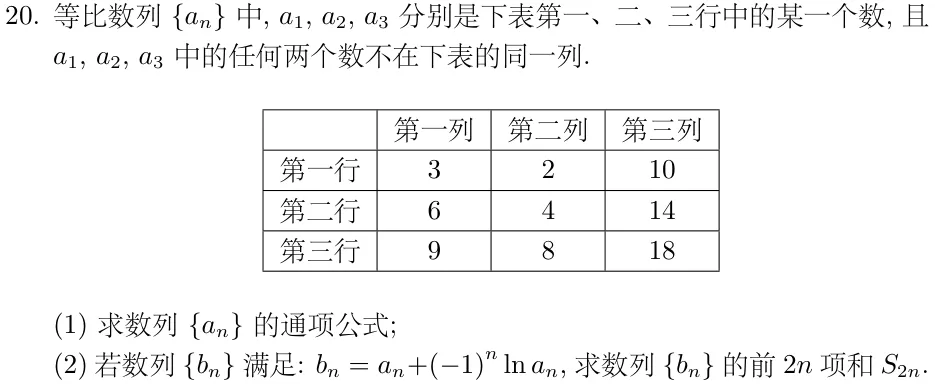 20. 等比数列 {aₙ} 中, a₁, a₂, a₃ 分别是下表第一、二、三行中的某一个数, 且
a₁, a₂, a₃ 中的任何两个数不在下表的同一列.
第一列 第二列 第三列
第一行 3 2 10
第二行 6 4 14
第三行 9 8 18
(1) 求数列 {aₙ} 的通项公式;
(2) 若数列 {bₙ} 满足: bₙ = aₙ+(−1)ⁿ ln aₙ, 求数列 {bₙ} 的前 2n 项和 S₂ₙ.